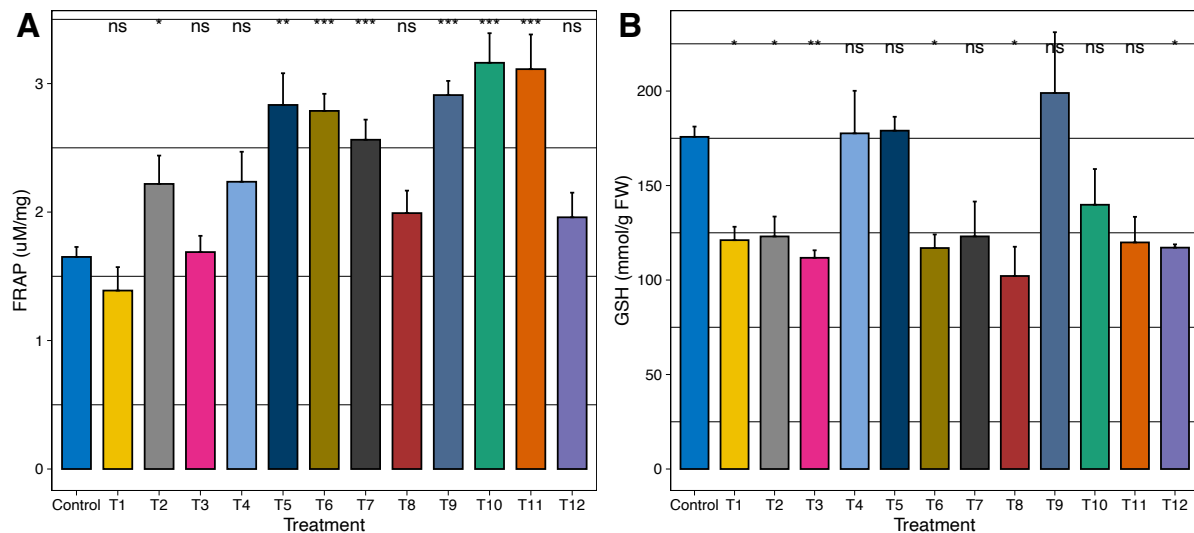 A
ns * ns ns ** *** *** ns *** *** *** ns
FRAP (uM/mg)
3
2
1
0
Control T1 T2 T3 T4 T5 T6 T7 T8 T9 T10 T11 T12
Treatment
B
* * ** ns ns * ns * ns ns ns *
GSH (mmol/g FW)
200
150
100
50
0
Control T1 T2 T3 T4 T5 T6 T7 T8 T9 T10 T11 T12
Treatment